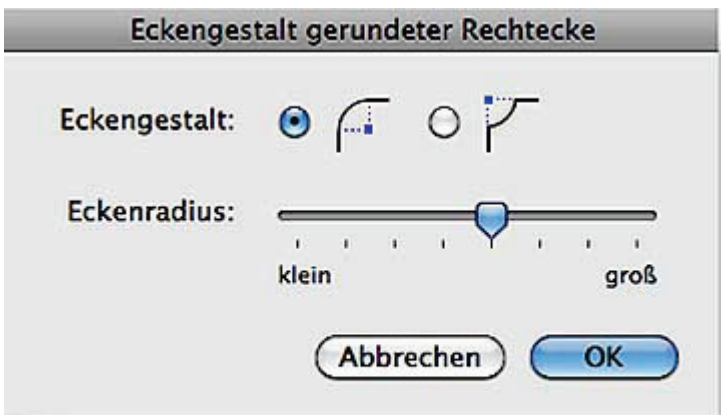 Eckengestalt gerundeter Rechtecke
Eckengestalt:
Eckenradius:
klein groß
Abbrechen OK